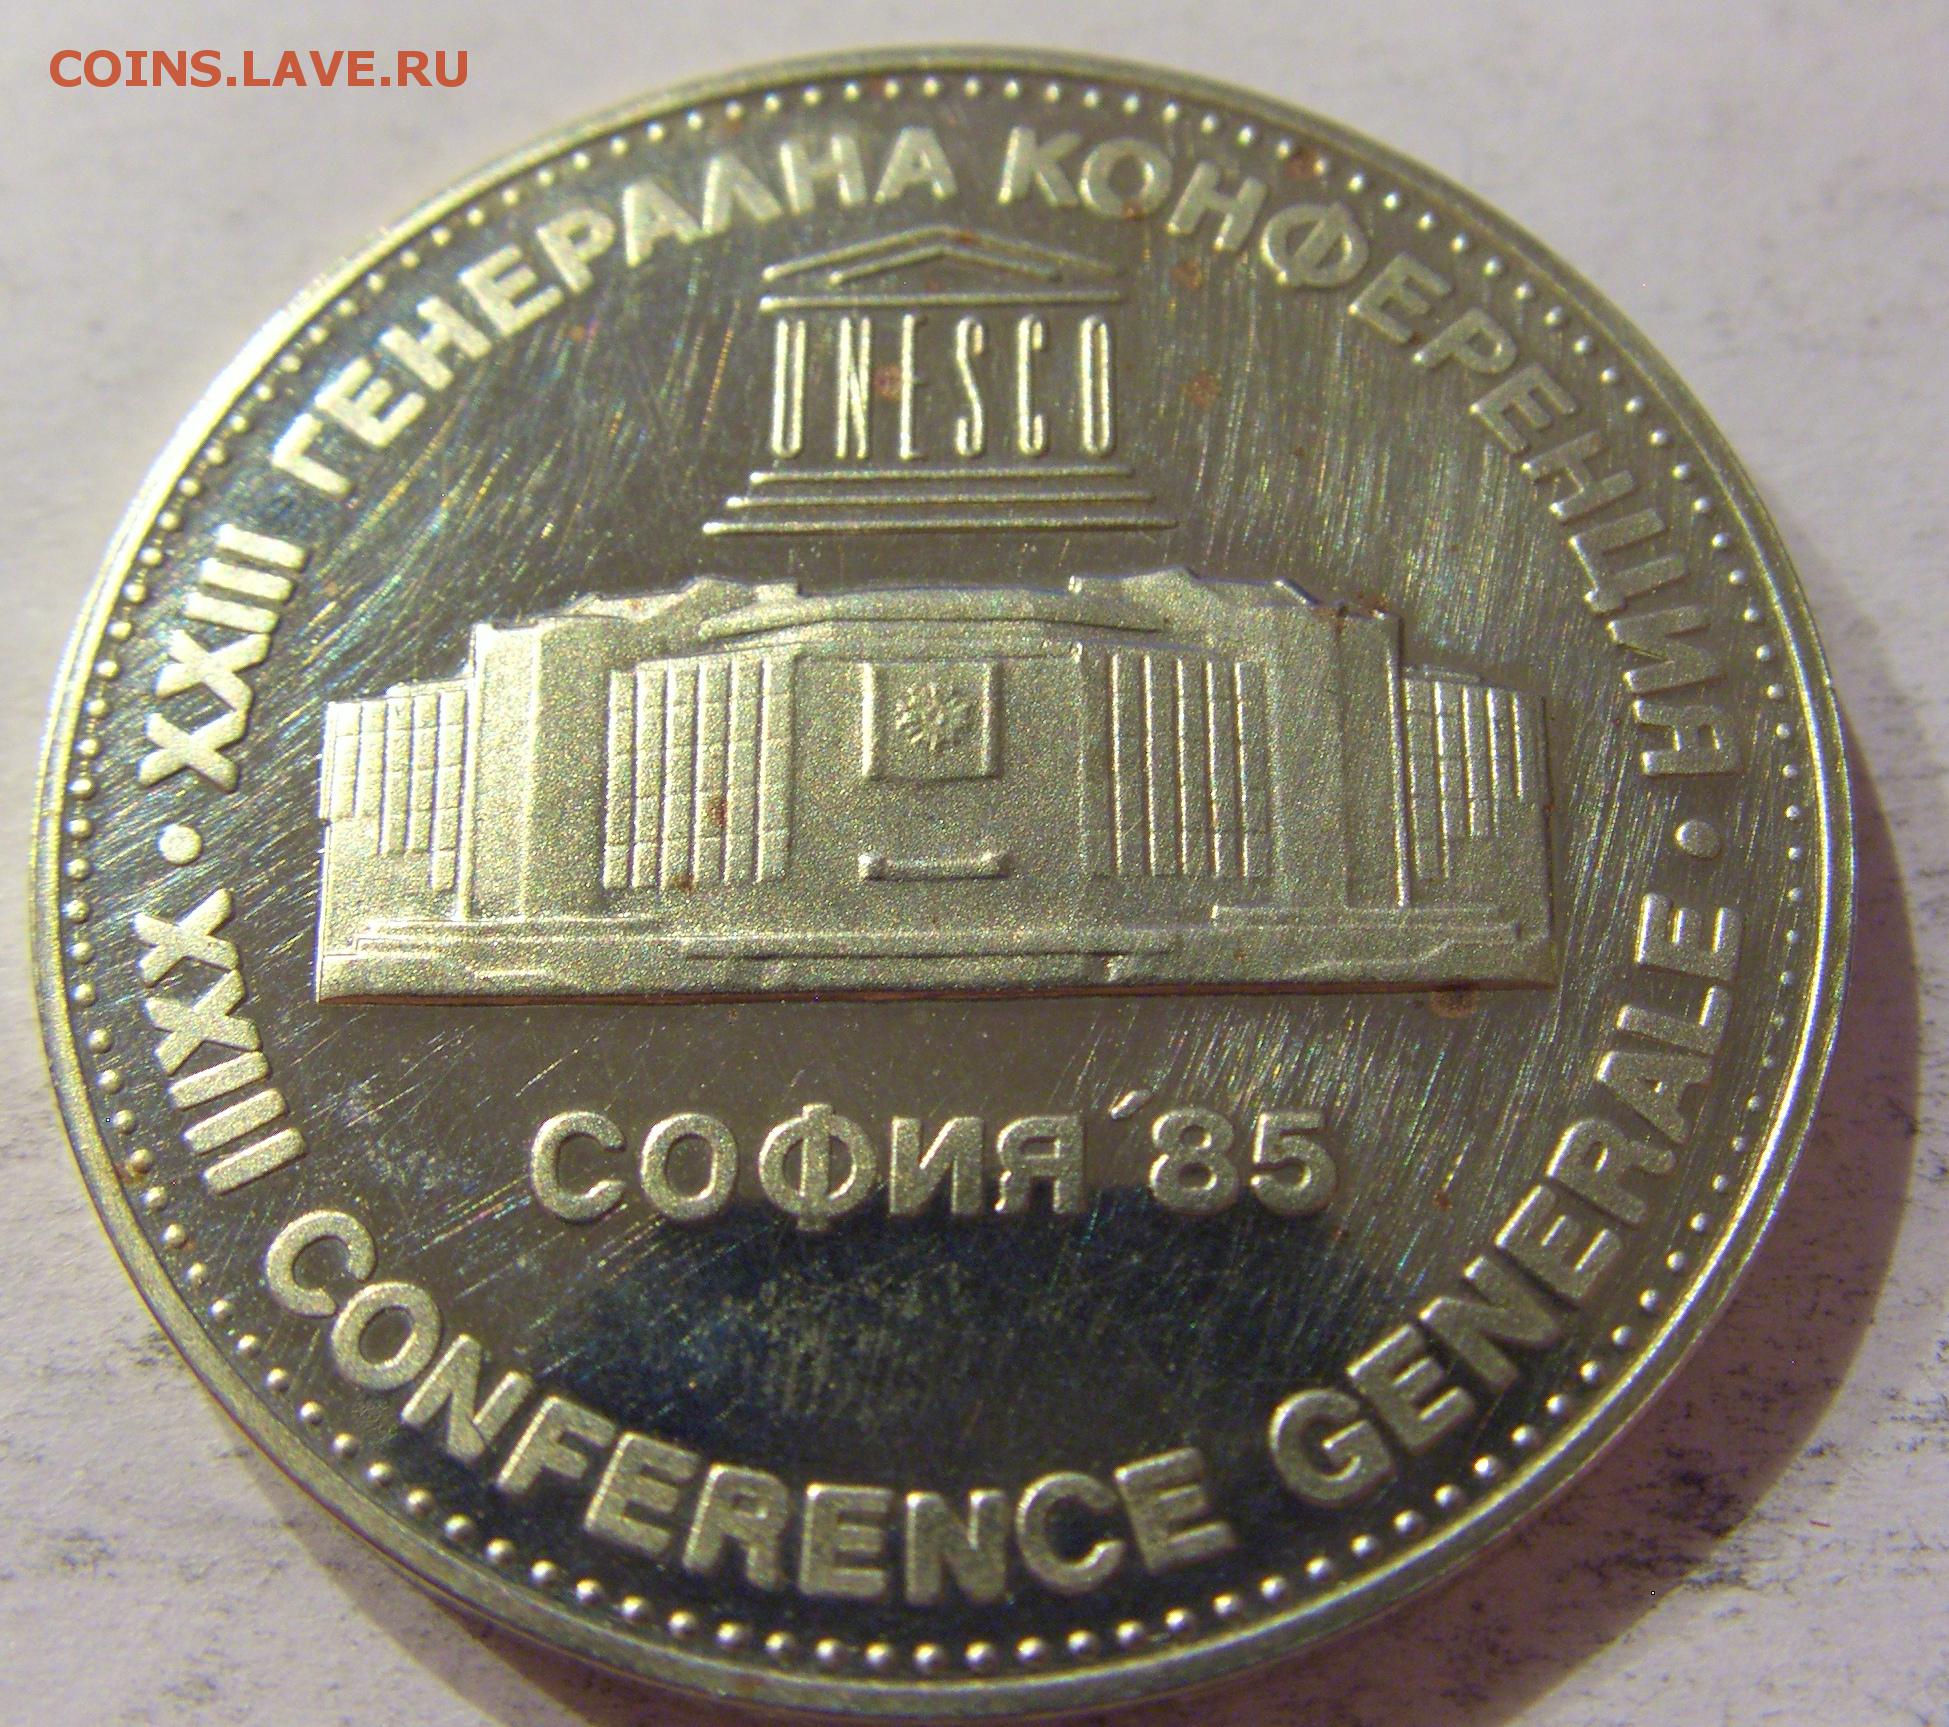 COINS.LAVE.RU
XXIII ГЕНЕРАЛНА КОНФЕРЕНЦИЯ
UNESCO
СОФИЯ ´85
XXIII CONFERENCE GENERALE